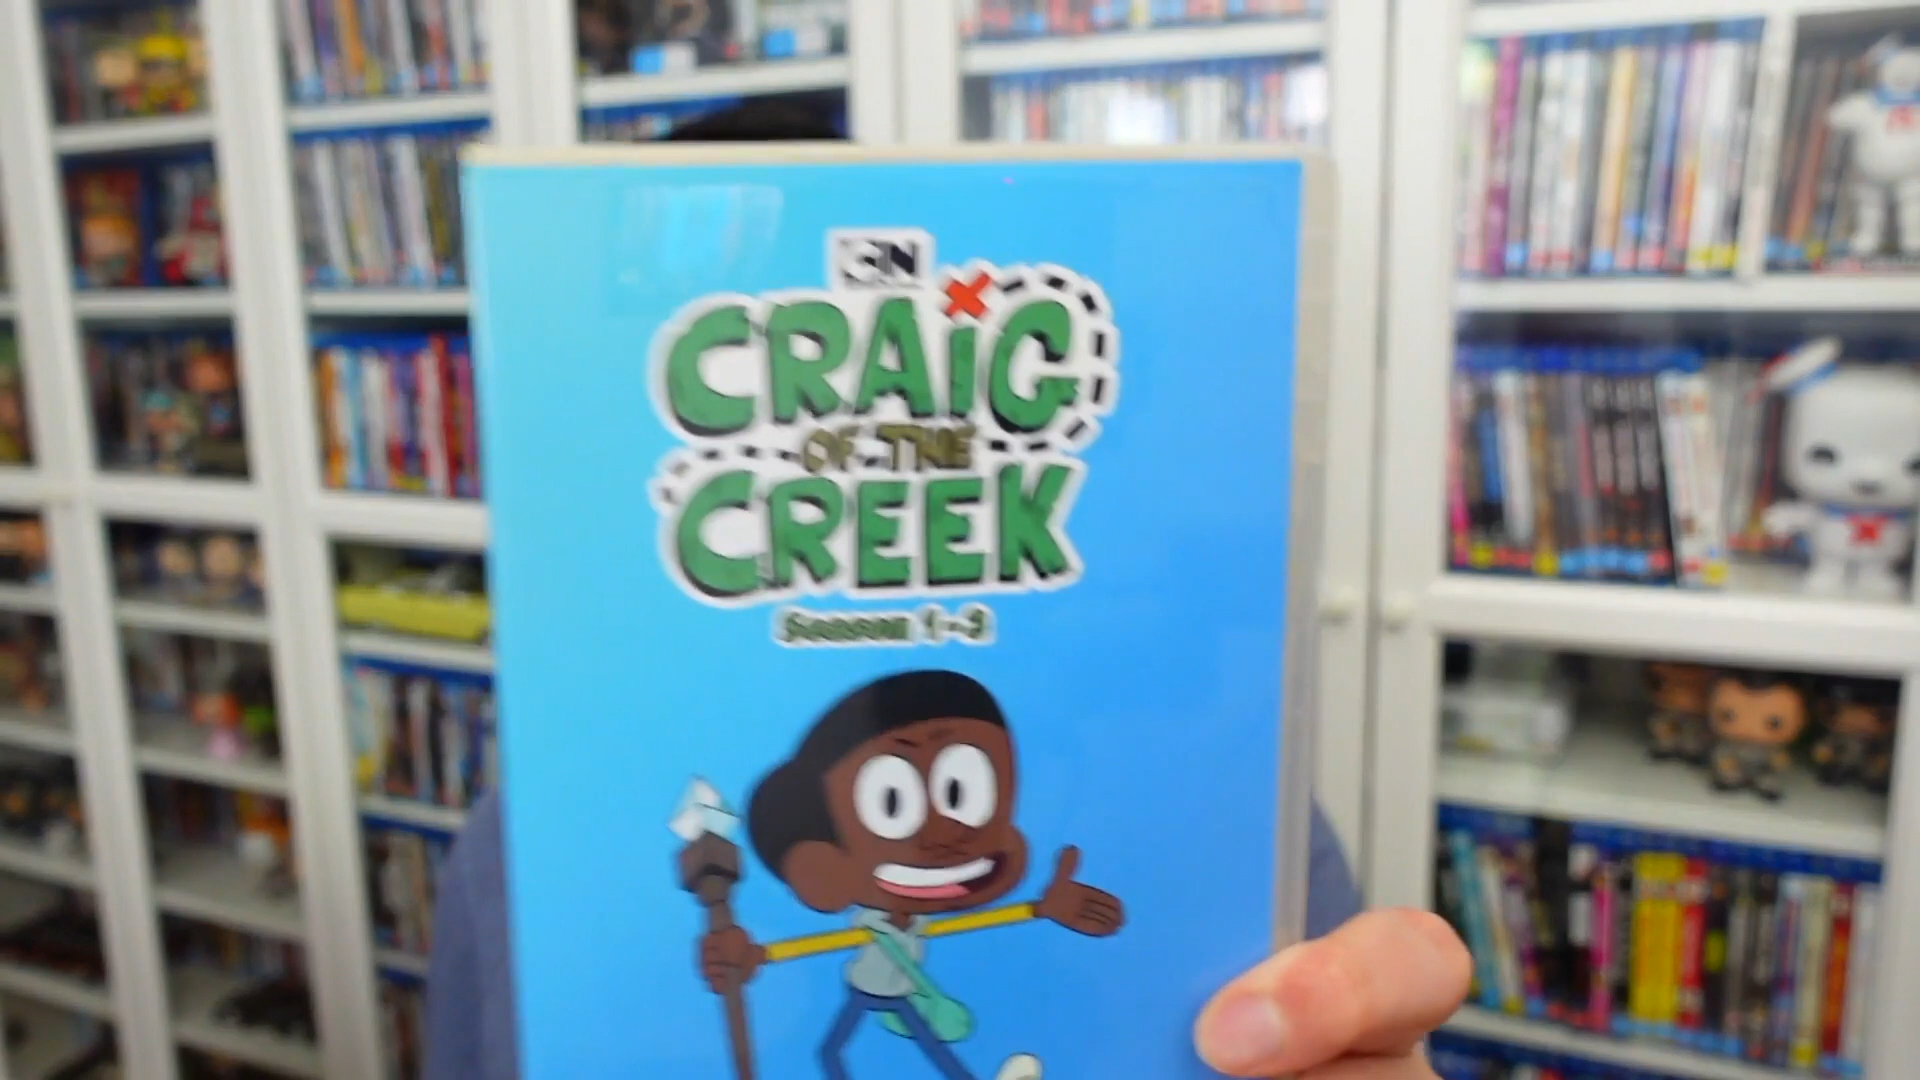 CN
CRAiG
OF THE
CREEK
Season 1-3